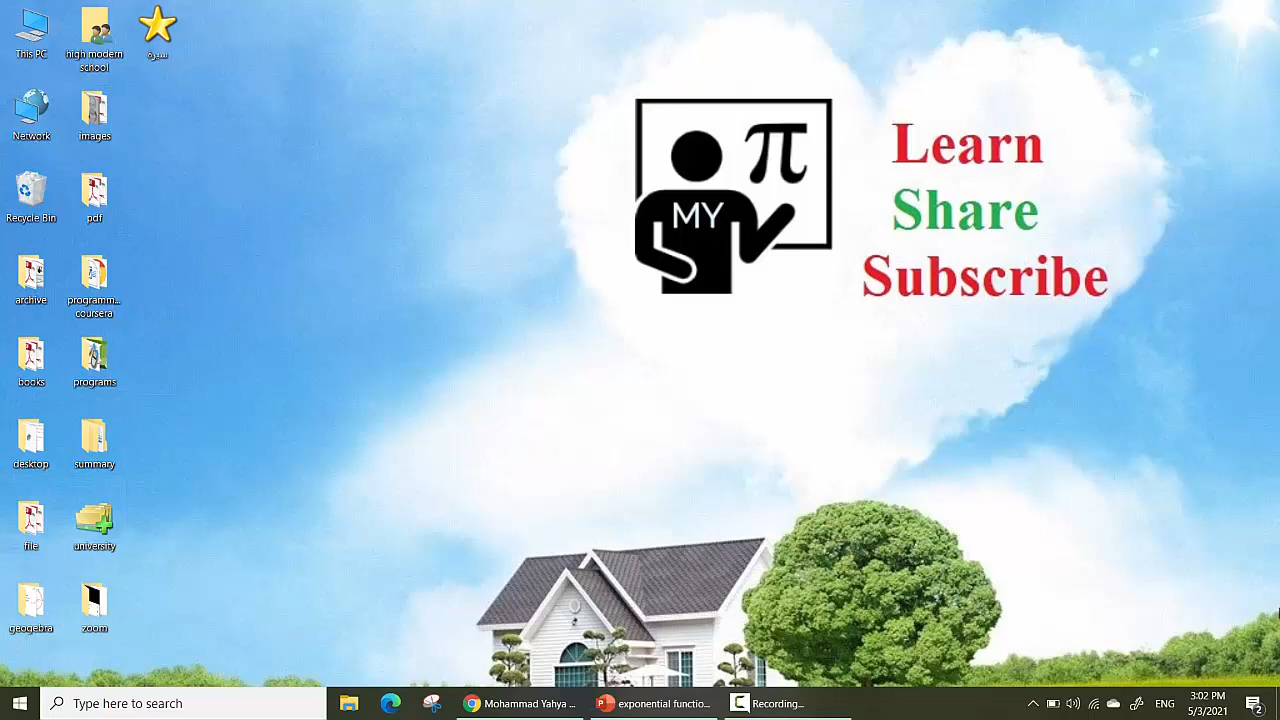 This PC
high modern
school
سيرة
Network
images
Recycle Bin
pdf
archive
programm...
coursera
books
programs
desktop
summary
file
university
geogebra
zoom
π
MY
Learn
Share
Subscribe
Type here to search
Mohammad Yahya ...
exponential functio...
Recording...
ENG
3:02 PM
5/3/2021
2